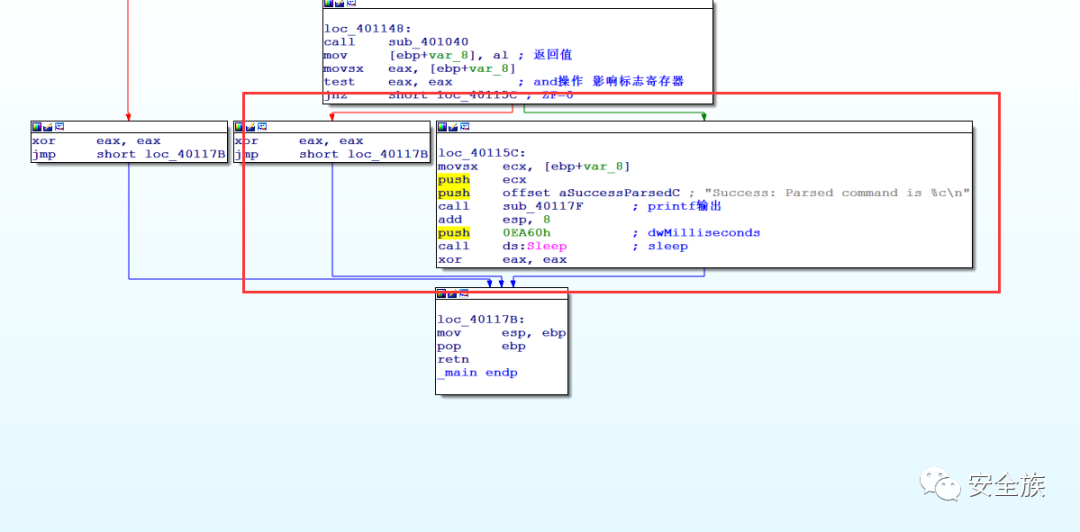 loc_401148:
call sub_401040
mov [ebp+var_8], al ; 返回值
movsx eax, [ebp+var_8]
test eax, eax ; and操作 影响标志寄存器
jnz short loc_40115C ; ZF=0
xor eax, eax
jmp short loc_40117B
xor eax, eax
jmp short loc_40117B
loc_40115C:
movsx ecx, [ebp+var_8]
push ecx
push offset aSuccessParsedC ; "Success: Parsed command is %c\n"
call sub_40117F ; printf输出
add esp, 8
push 0EA60h ; dwMilliseconds
call ds:Sleep ; sleep
xor eax, eax
loc_40117B:
mov esp, ebp
pop ebp
retn
_main endp
安全族